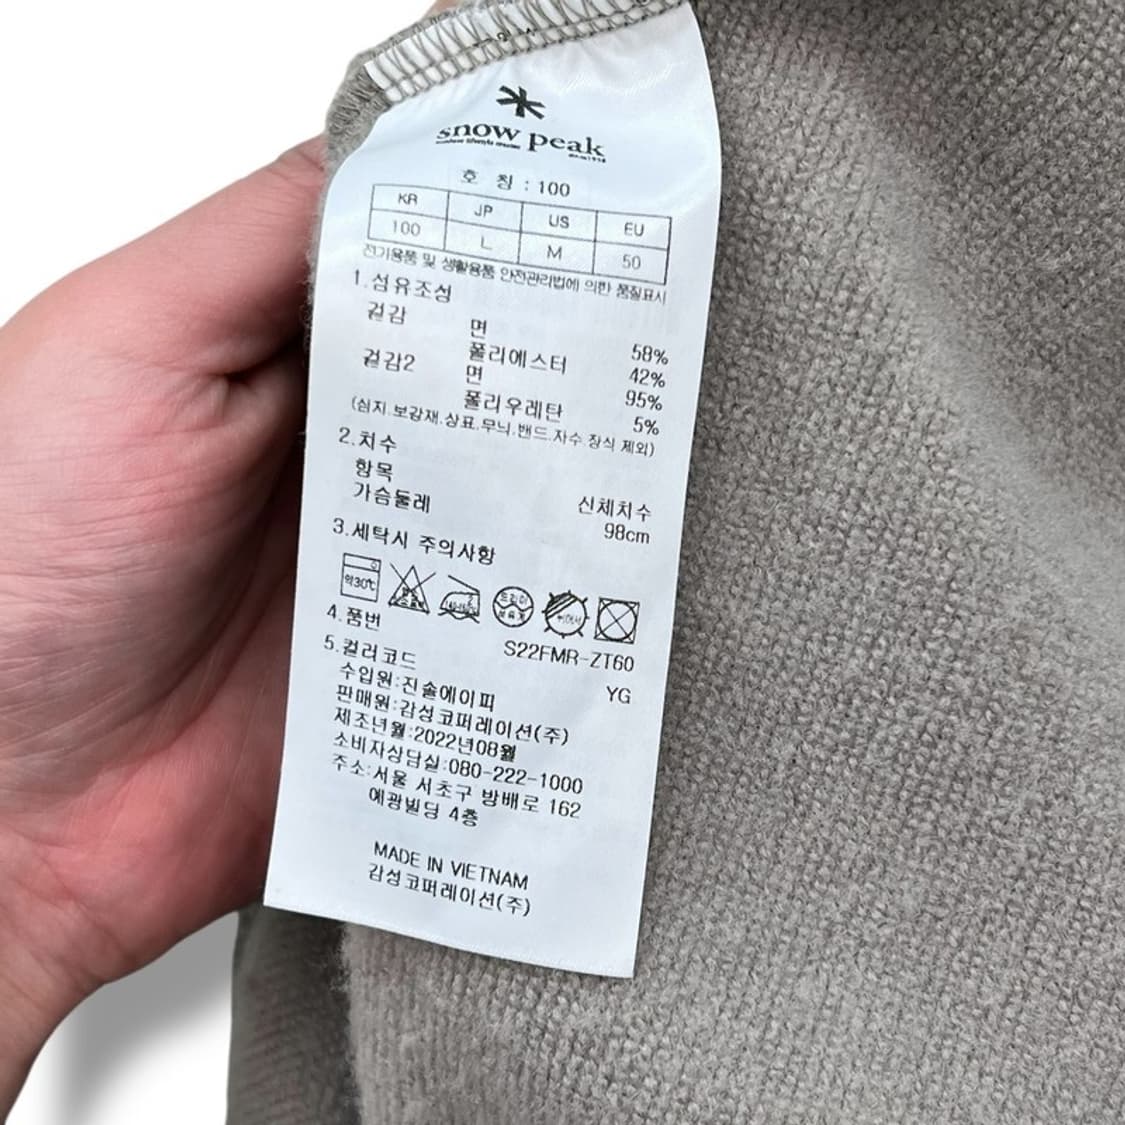 snow peak
호 칭 : 100
KR JP US EU
100 L M 50
전기용품 및 생활용품 안전관리법에 의한 품질표시
1.섬유조성
겉감 면 58%
폴리에스터 42%
겉감2 면 95%
폴리우레탄 5%
(심지.보강재.상표.무늬.밴드.자수.장식 제외)
2.치수
항목 신체치수
가슴둘레 98cm
3.세탁시 주의사항
약30℃
4.품번 S22FMR-ZT60
5.컬러코드 YG
수입원:진솔에이피
판매원:감성코퍼레이션(주)
제조년월:2022년08월
소비자상담실:080-222-1000
주소:서울 서초구 방배로 162
예광빌딩 4층
MADE IN VIETNAM
감성코퍼레이션(주)